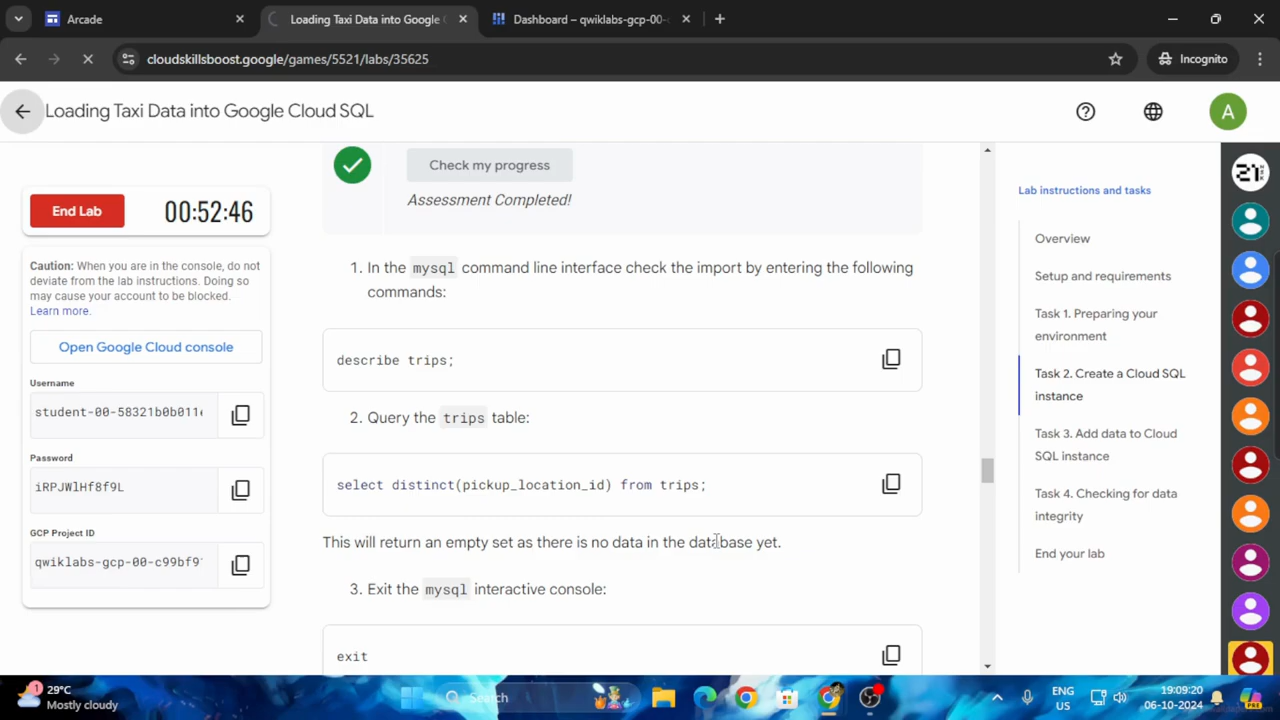 Arcade
Loading Taxi Data into Google C
Dashboard – qwiklabs-gcp-00-
cloudskillsboost.google/games/5521/labs/35625
Incognito
Loading Taxi Data into Google Cloud SQL
A
End Lab
00:52:46
Caution: When you are in the console, do not
deviate from the lab instructions. Doing so
may cause your account to be blocked.
Learn more.
Open Google Cloud console
Username
student-00-58321b0b011
Password
iRPJWlHf8f9L
GCP Project ID
qwiklabs-gcp-00-c99bf9
Check my progress
Assessment Completed!
1. In the mysql command line interface check the import by entering the following
commands:
describe trips;
2. Query the trips table:
select distinct(pickup_location_id) from trips;
This will return an empty set as there is no data in the database yet.
3. Exit the mysql interactive console:
exit
Lab instructions and tasks
Overview
Setup and requirements
Task 1. Preparing your
environment
Task 2. Create a Cloud SQL
instance
Task 3. Add data to Cloud
SQL instance
Task 4. Checking for data
integrity
End your lab
1
29°C
Mostly cloudy
Search
ENG
US
19:09:20
06-10-2024
PRE